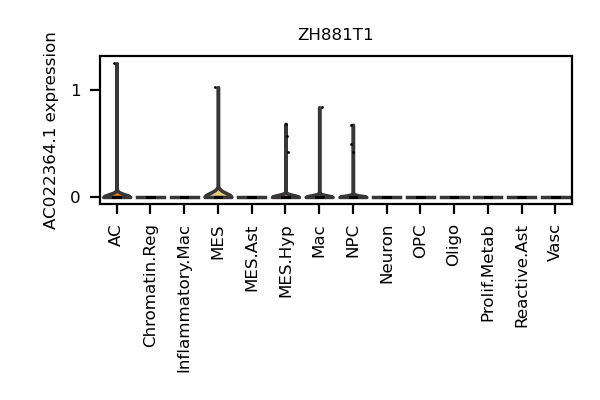 ZH881T1
AC022364.1 expression
1
0
AC
Chromatin.Reg
Inflammatory.Mac
MES
MES.Ast
MES.Hyp
Mac
NPC
Neuron
OPC
Oligo
Prolif.Metab
Reactive.Ast
Vasc